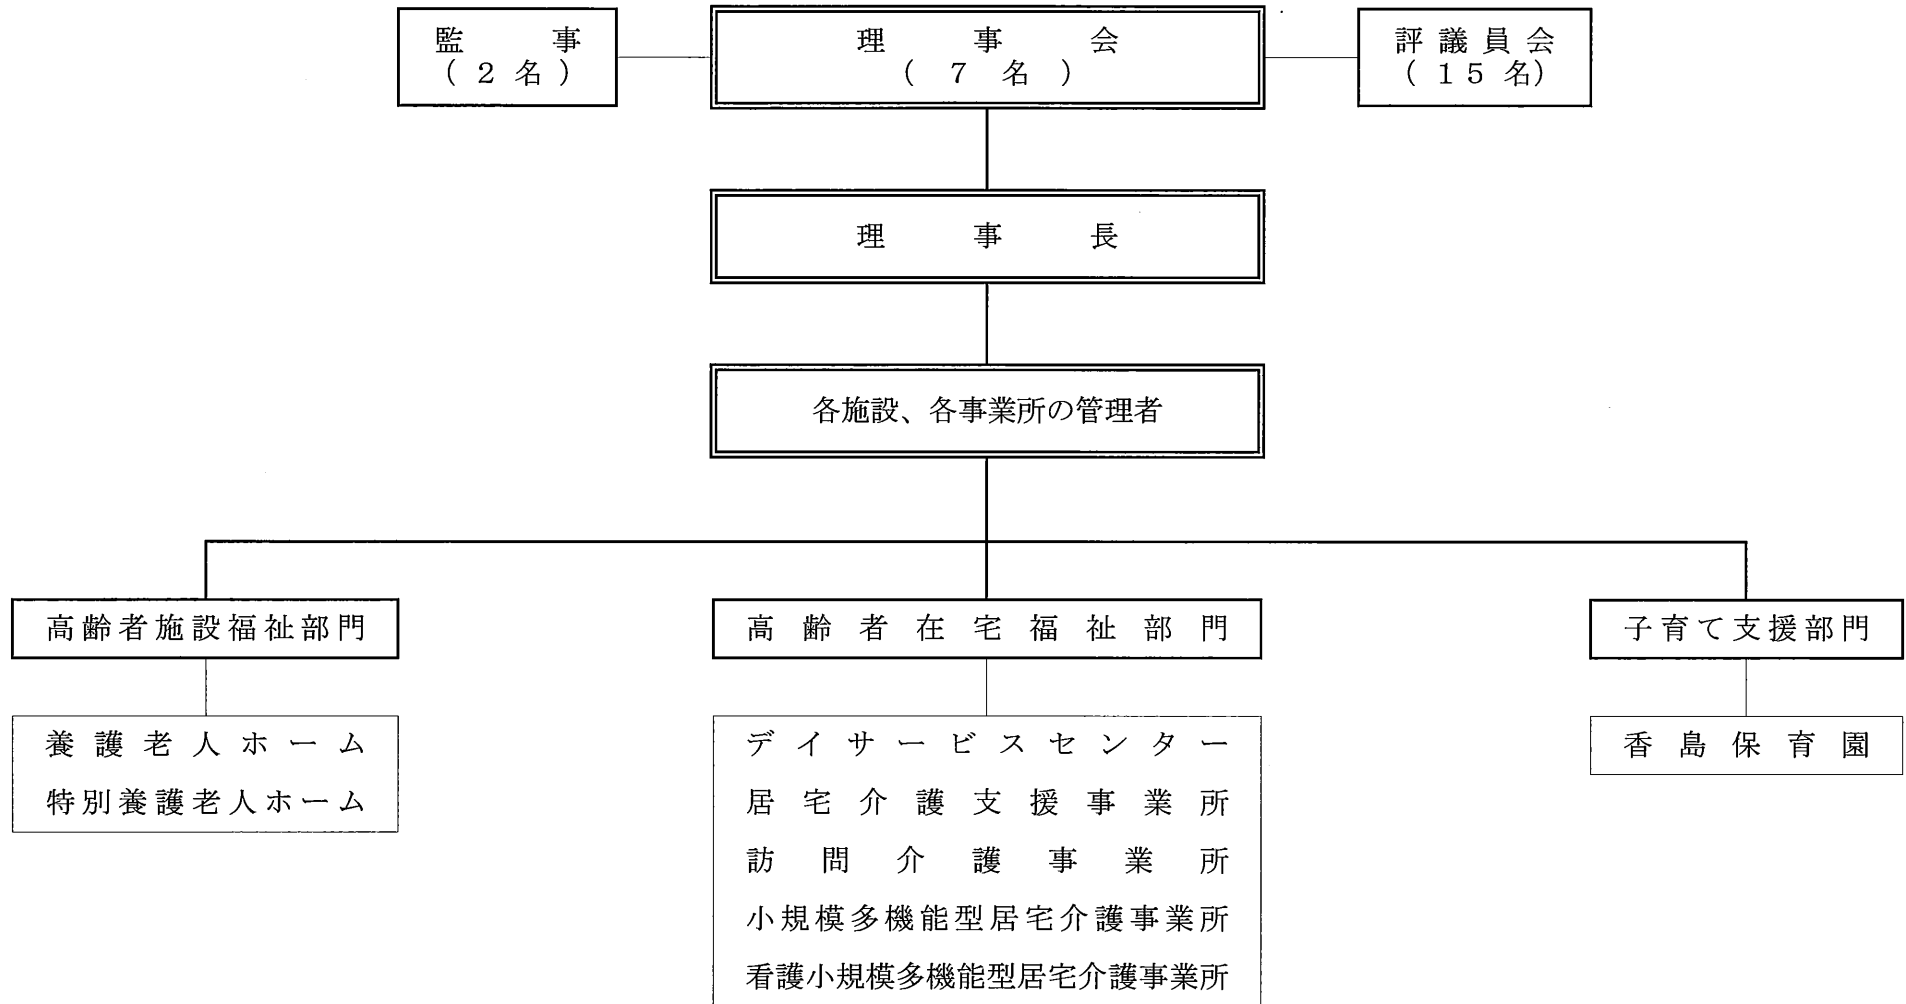 監事
(2名)
理事会
(7名)
評議員会
(15名)
理事長
各施設、各事業所の管理者
高齢者施設福祉部門
高齢者在宅福祉部門
子育て支援部門
養護老人ホーム
特別養護老人ホーム
デイサービスセンター
居宅介護支援事業所
訪問介護事業所
小規模多機能型居宅介護事業所
看護小規模多機能型居宅介護事業所
香島保育園